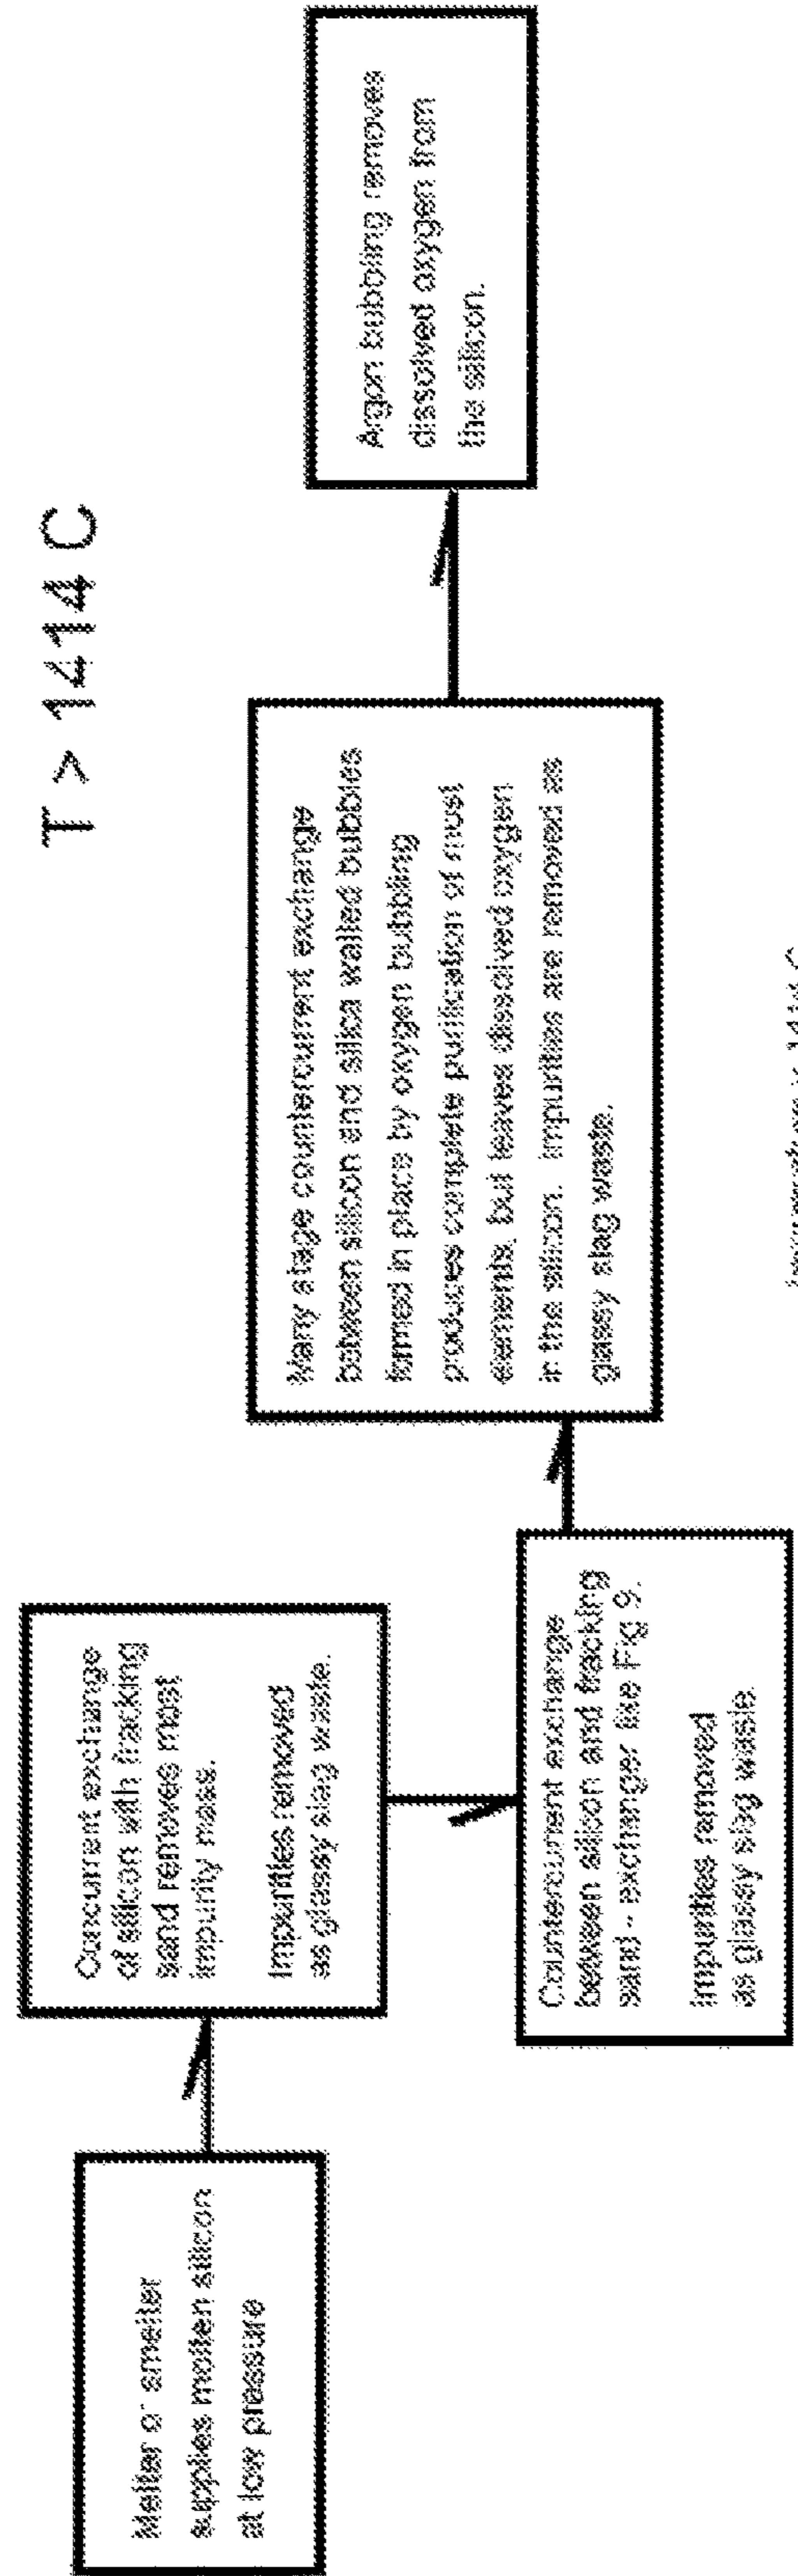 T > 1414 C
Melter or smelter
supplies molten silicon
at low pressure
Concurrent exchange
of silicon with fracking
sand removes most
impurity mass.
Impurities removed
as glassy slag waste.
Countercurrent exchange
between silicon and fracking
sand - exchanger like Fig 9.
Impurities removed
as glassy slag waste.
Many stage countercurrent exchange
between silicon and silica walled bubbles
formed in place by oxygen bubbling
produces complete purification of most
elements, but leaves dissolved oxygen
in the silicon. Impurities are removed as
glassy slag waste.
Argon bubbling removes
dissolved oxygen from
the silicon.